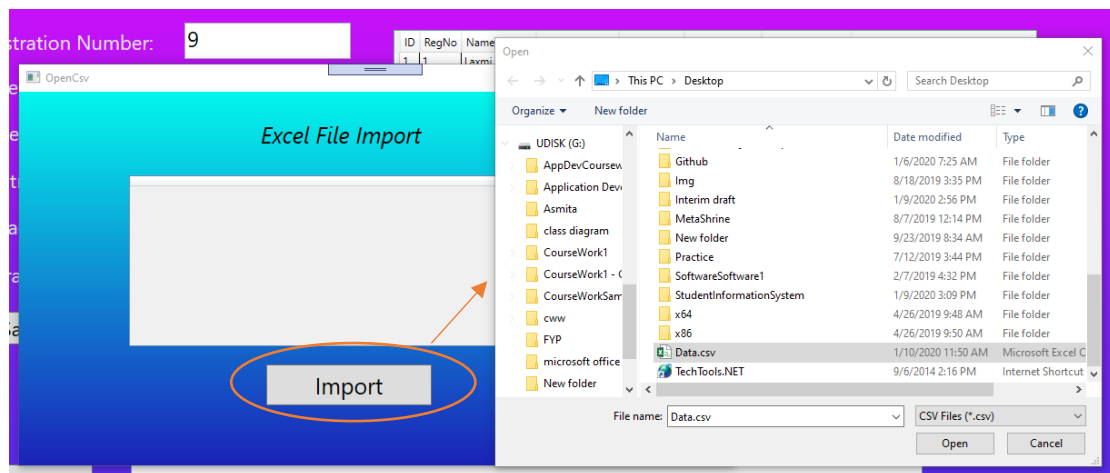 stration Number:
9
ID RegNo Name
1 1 Laxmi
OpenCsv
Excel File Import
Import
Open
This PC > Desktop
Search Desktop
Organize
New folder
UDISK (G:)
AppDevCoursew
Application Deve
Asmita
class diagram
CourseWork1
CourseWork1 - C
CourseWorkSam
cww
FYP
microsoft office
New folder
Name Date modified Type
Github 1/6/2020 7:25 AM File folder
Img 8/18/2019 3:35 PM File folder
Interim draft 1/9/2020 2:56 PM File folder
MetaShrine 8/7/2019 12:14 PM File folder
New folder 9/23/2019 8:34 AM File folder
Practice 7/12/2019 3:44 PM File folder
SoftwareSoftware1 2/7/2019 4:32 PM File folder
StudentInformationSystem 1/9/2020 3:09 PM File folder
x64 4/26/2019 9:48 AM File folder
x86 4/26/2019 9:50 AM File folder
Data.csv 1/10/2020 11:50 AM Microsoft Excel C
TechTools.NET 9/6/2014 2:16 PM Internet Shortcut
File name: Data.csv
CSV Files (*.csv)
Open
Cancel